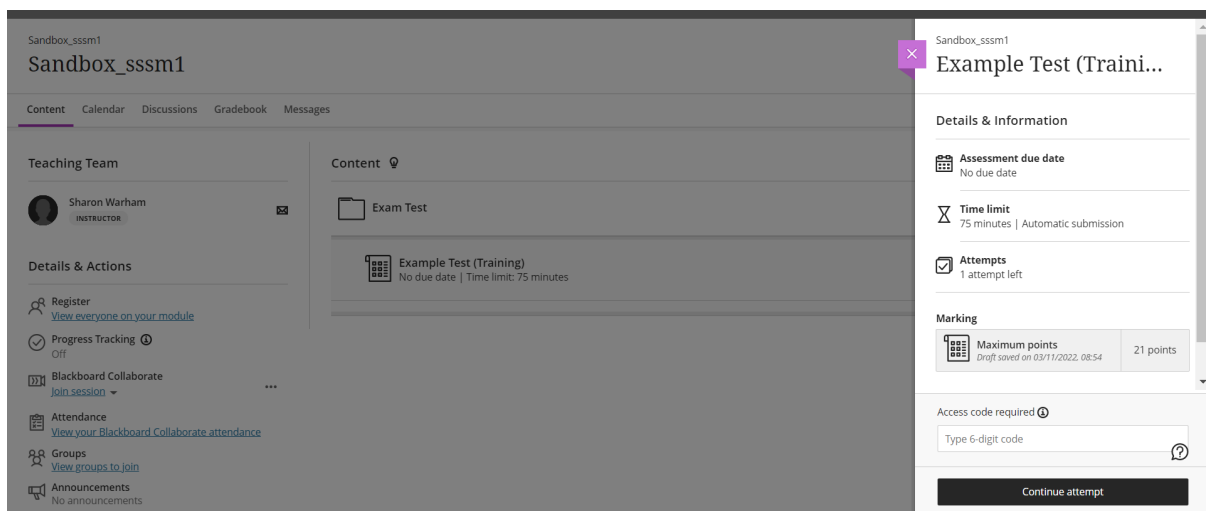 Sandbox_sssm1
Sandbox_sssm1
Content Calendar Discussions Gradebook Messages
Teaching Team
Sharon Warham
INSTRUCTOR
Details & Actions
Register
View everyone on your module
Progress Tracking
Off
Blackboard Collaborate
Join session
Attendance
View your Blackboard Collaborate attendance
Groups
View groups to join
Announcements
No announcements
Content
Exam Test
Example Test (Training)
No due date | Time limit: 75 minutes
Sandbox_sssm1
Example Test (Traini...
Details & Information
Assessment due date
No due date
Time limit
75 minutes | Automatic submission
Attempts
1 attempt left
Marking
Maximum points
Draft saved on 03/11/2022, 08:54
21 points
Access code required
Type 6-digit code
Continue attempt